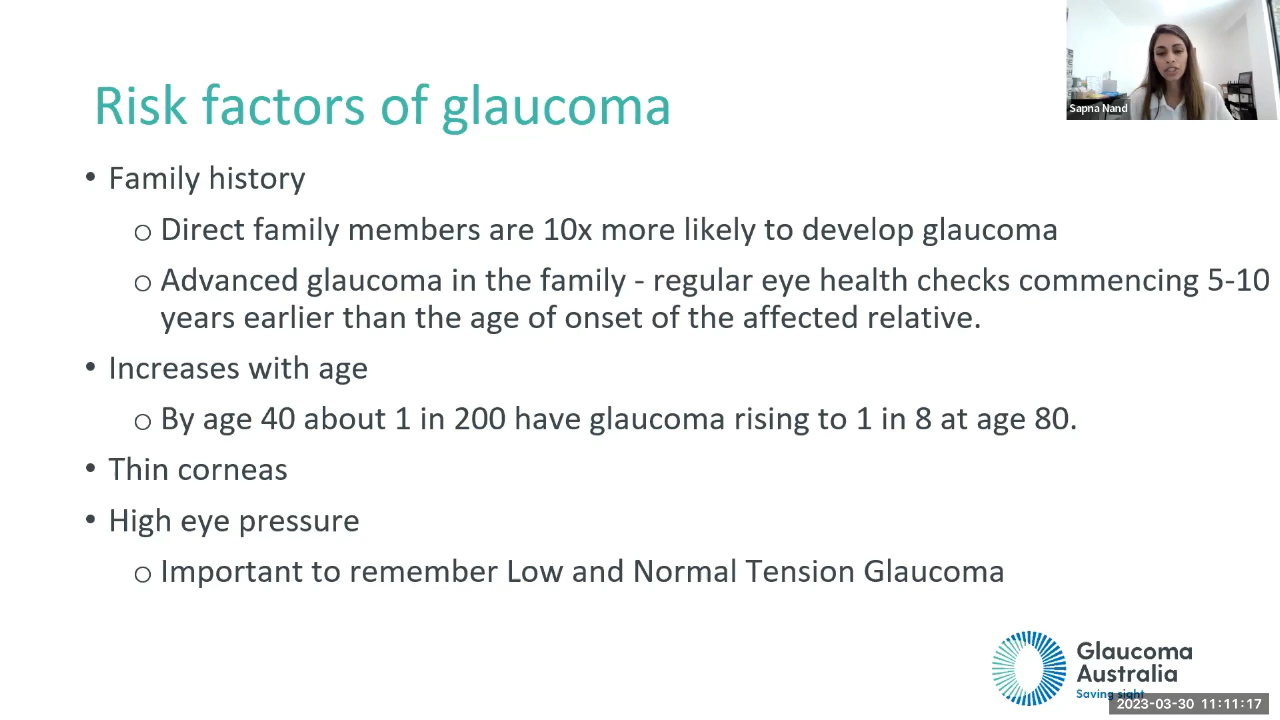 Risk factors of glaucoma
Sapna Nand
• Family history
o Direct family members are 10x more likely to develop glaucoma
o Advanced glaucoma in the family - regular eye health checks commencing 5-10
years earlier than the age of onset of the affected relative.
• Increases with age
o By age 40 about 1 in 200 have glaucoma rising to 1 in 8 at age 80.
• Thin corneas
• High eye pressure
o Important to remember Low and Normal Tension Glaucoma
Glaucoma
Australia
Saving sight
2023-03-30 11:11:17